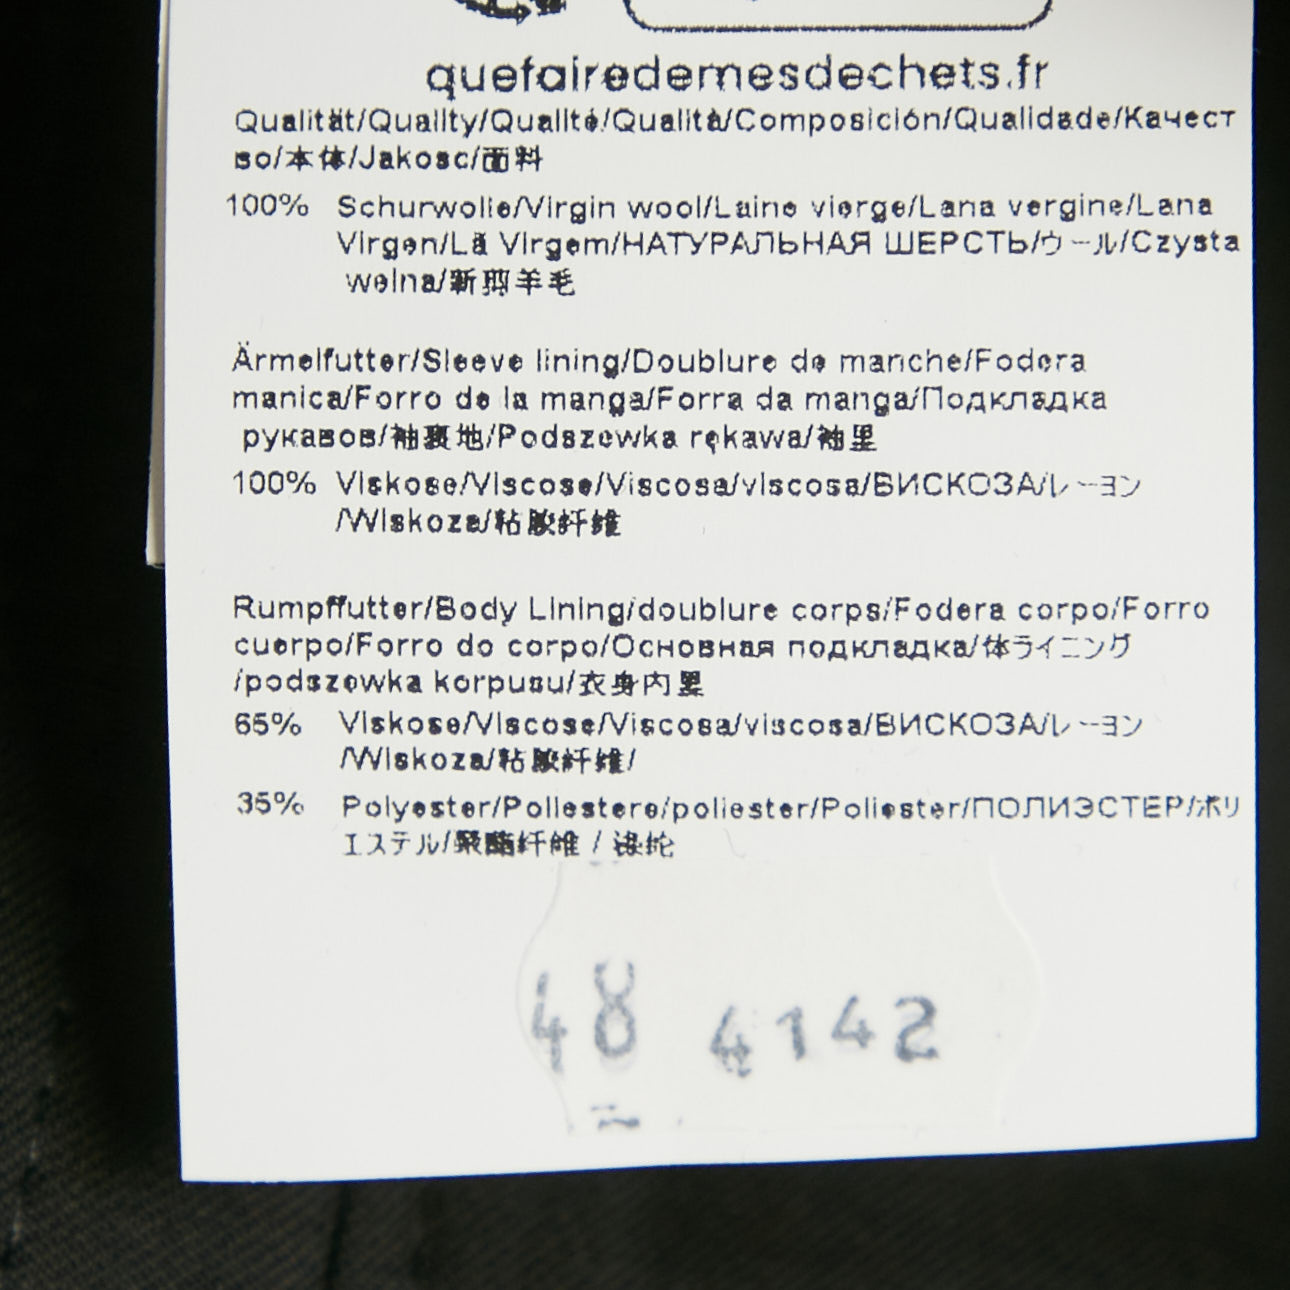 quefairedemesdechets.fr
Qualität/Quality/Qualité/Qualità/Composición/Qualidade/Качест
во/本体/Jakosc/面料
100% Schurwolle/Virgin wool/Laine vierge/Lana vergine/Lana
Virgen/Lã Virgem/НАТУРАЛЬНАЯ ШЕРСТЬ/ウール/Czysta
welna/新剪羊毛
Ärmelfutter/Sleeve lining/Doublure de manche/Fodera
manica/Forro de la manga/Forra da manga/Подкладка
рукавов/袖裏地/Podszewka rękawa/袖里
100% Viskose/Viscose/Viscosa/viscosa/ВИСКОЗА/レーヨン
/Wiskoza/粘胶纤维
Rumpffutter/Body Lining/doublure corps/Fodera corpo/Forro
cuerpo/Forro do corpo/Основная подкладка/体ライニング
/podszewka korpusu/衣身内里
65% Viskose/Viscose/Viscosa/viscosa/ВИСКОЗА/レーヨン
/Wiskoza/粘胶纤维/
35% Polyester/Poliestere/poliester/Poliester/ПОЛИЭСТЕР/ポリ
エステル/聚酯纤维 / 涤纶
48 4142